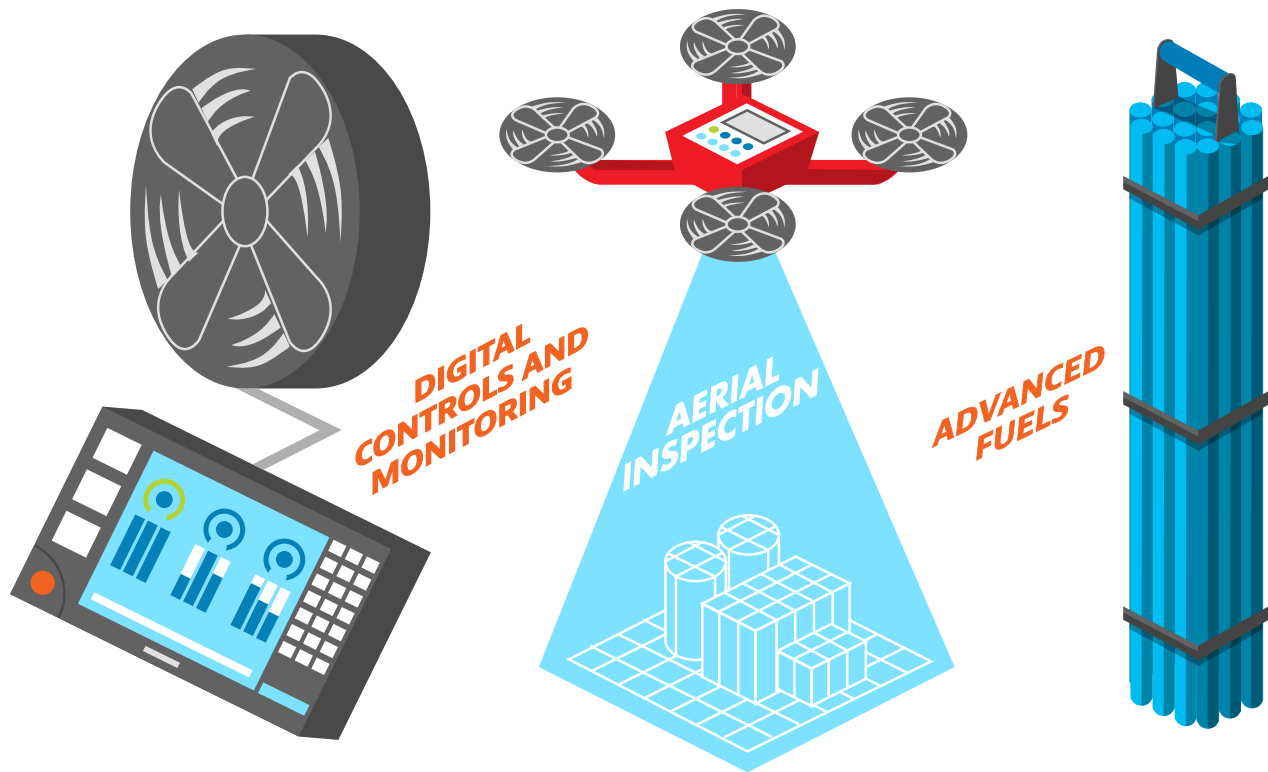 DIGITAL
CONTROLS AND
MONITORING
AERIAL
INSPECTION
ADVANCED
FUELS